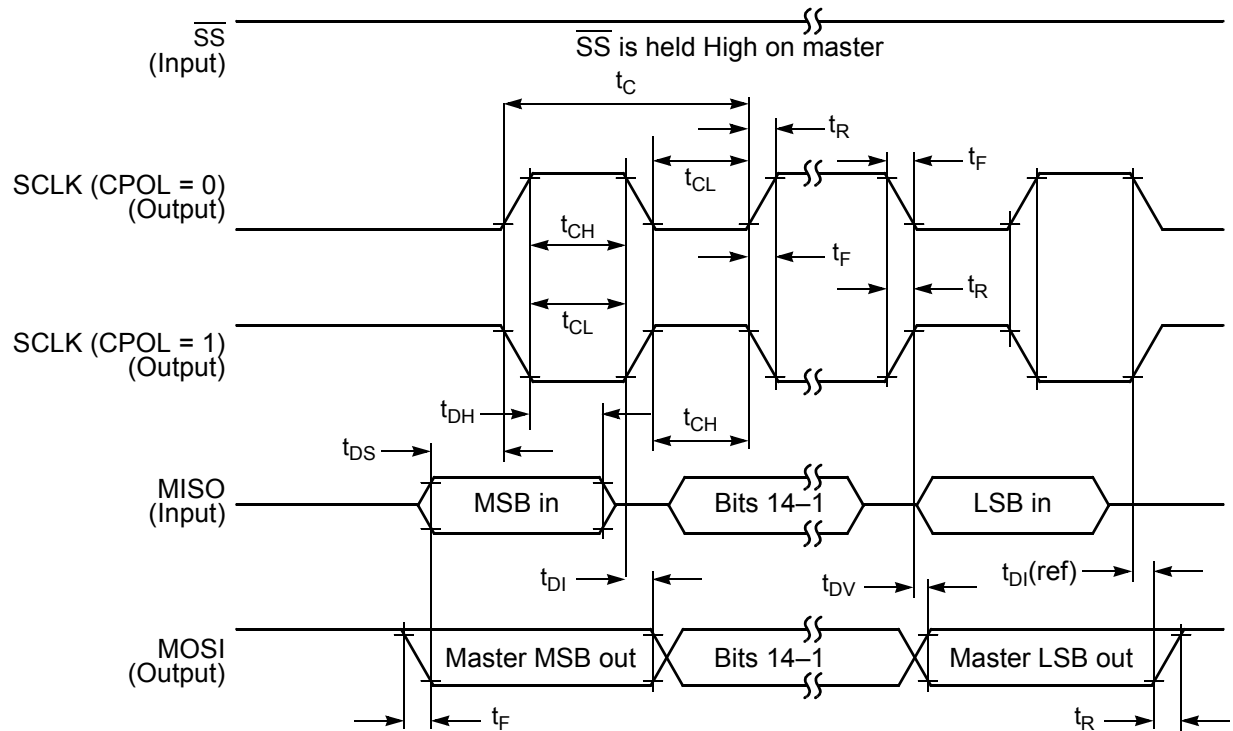 SS
(Input)
SS is held High on master
tC
tR
tF
SCLK (CPOL = 0)
(Output)
tCL
tCH
tF
tR
tCL
SCLK (CPOL = 1)
(Output)
tDH
tCH
tDS
MISO
(Input)
MSB in
Bits 14–1
LSB in
tDI
tDV
tDI(ref)
MOSI
(Output)
Master MSB out
Bits 14–1
Master LSB out
tF
tR